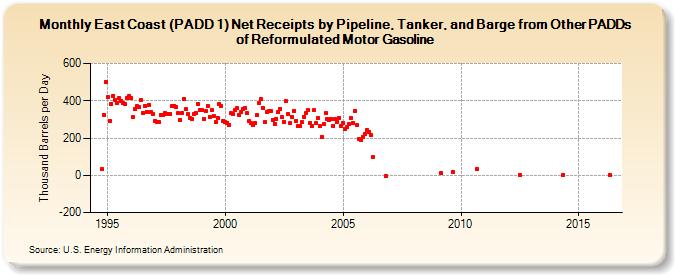 Monthly East Coast (PADD 1) Net Receipts by Pipeline, Tanker, and Barge from Other PADDs
of Reformulated Motor Gasoline
Thousand Barrels per Day
600
400
200
0
-200
1995
2000
2005
2010
2015
Source: U.S. Energy Information Administration